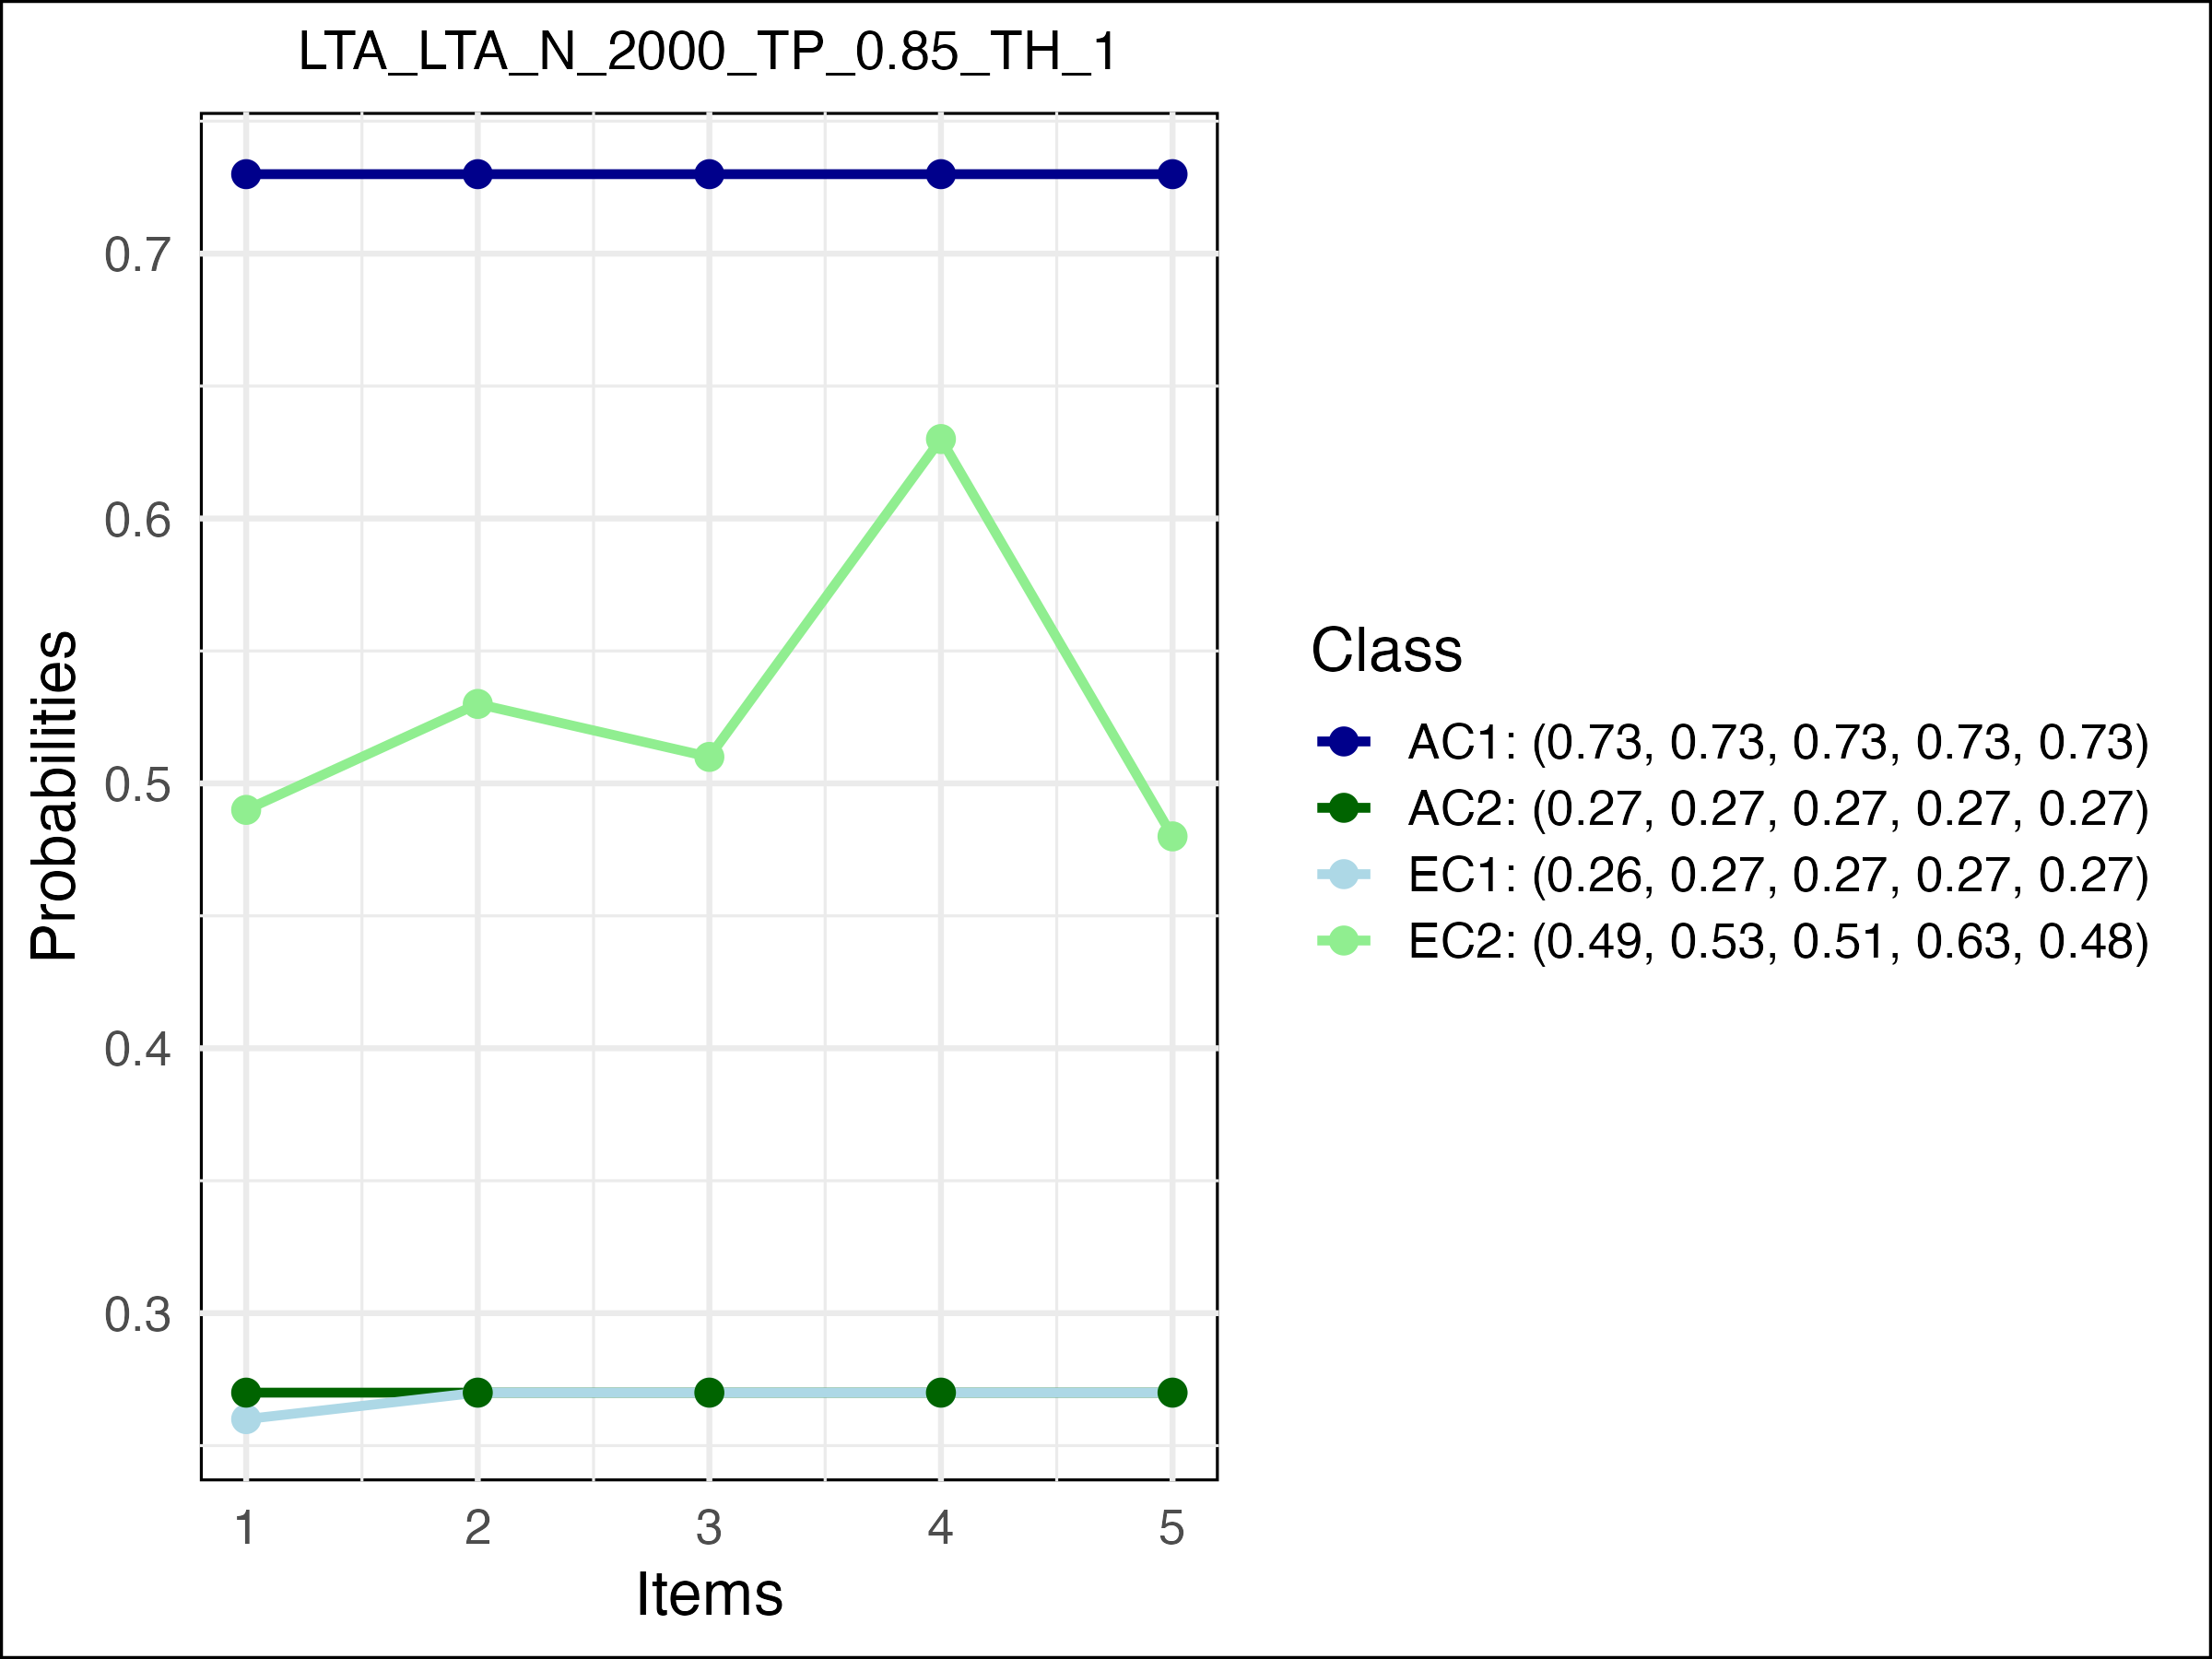 LTA_LTA_N_2000_TP_0.85_TH_1
0.7
0.6
0.5
0.4
0.3
Probabilities
1 2 3 4 5
Items
Class
AC1: (0.73, 0.73, 0.73, 0.73, 0.73)
AC2: (0.27, 0.27, 0.27, 0.27, 0.27)
EC1: (0.26, 0.27, 0.27, 0.27, 0.27)
EC2: (0.49, 0.53, 0.51, 0.63, 0.48)